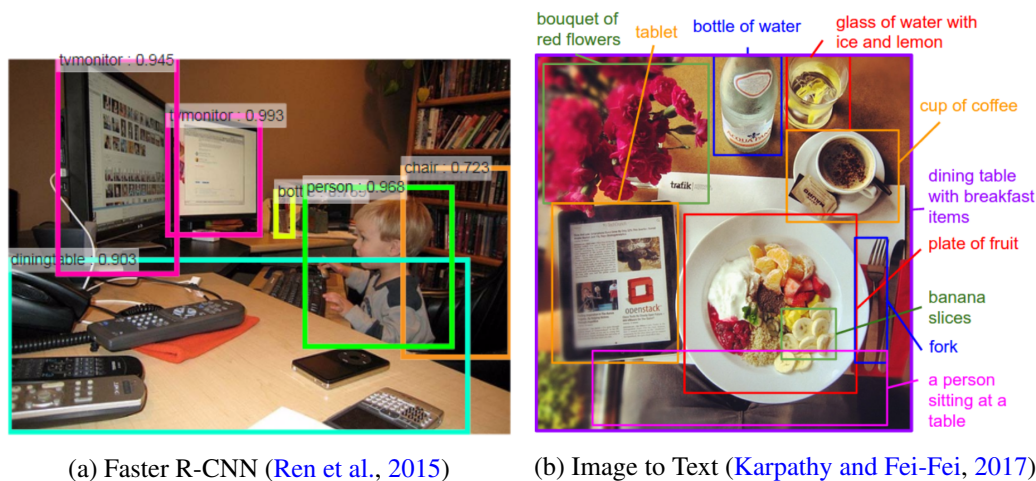 tvmonitor : 0.945
tvmonitor : 0.993
chair : 0.723
person : 0.968
diningtable : 0.903
bouquet of
red flowers
tablet
bottle of water
glass of water with
ice and lemon
cup of coffee
dining table
with breakfast
items
plate of fruit
banana
slices
fork
a person
sitting at a
table
trafik
openstack
(a) Faster R-CNN (Ren et al., 2015)
(b) Image to Text (Karpathy and Fei-Fei, 2017)